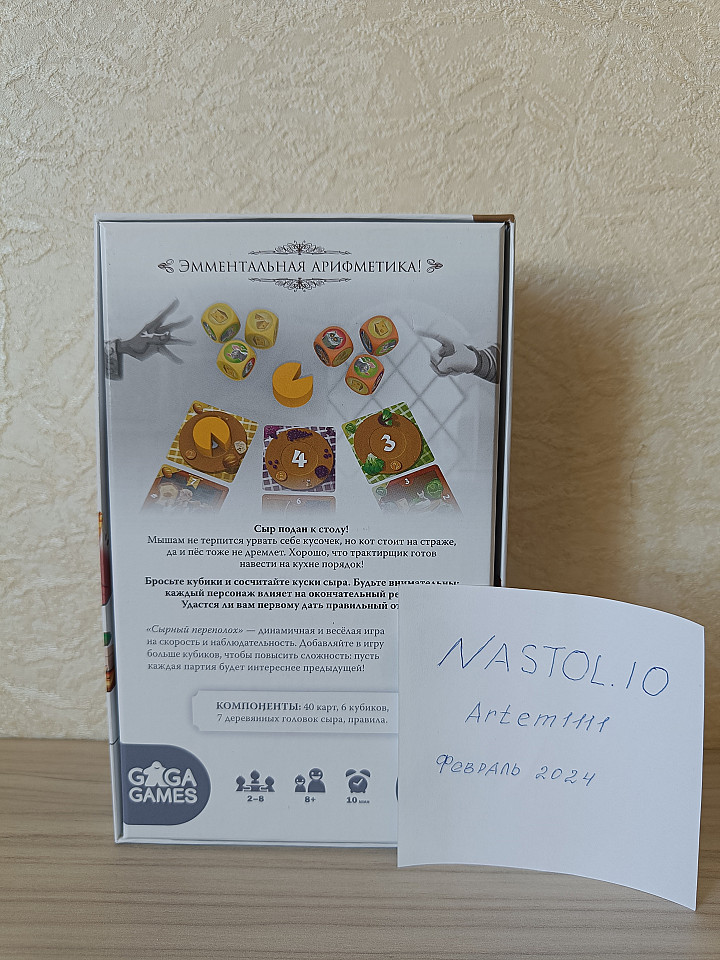 ЭММЕНТАЛЬНАЯ АРИФМЕТИКА!
4
3
6
3
Сыр подан к столу!
Мышам не терпится урвать себе кусочек, но кот стоит на страже,
да и пёс тоже не дремлет. Хорошо, что трактирщик готов
навести на кухне порядок!
Бросьте кубики и сосчитайте куски сыра. Будьте внимательны:
каждый персонаж влияет на окончательный
Удастся ли вам первому дать правильный
«Сырный переполох» — динамичная и весёлая игра
на скорость и наблюдательность. Добавляйте в игру
больше кубиков, чтобы повысить сложность: пусть
каждая партия будет интереснее предыдущей!
КОМПОНЕНТЫ: 40 карт, 6 кубиков,
7 деревянных головок сыра, правила.
GAGA
GAMES
2–8
8+
10 мин
NASTOL.IO
Artem1111
Февраль 2024